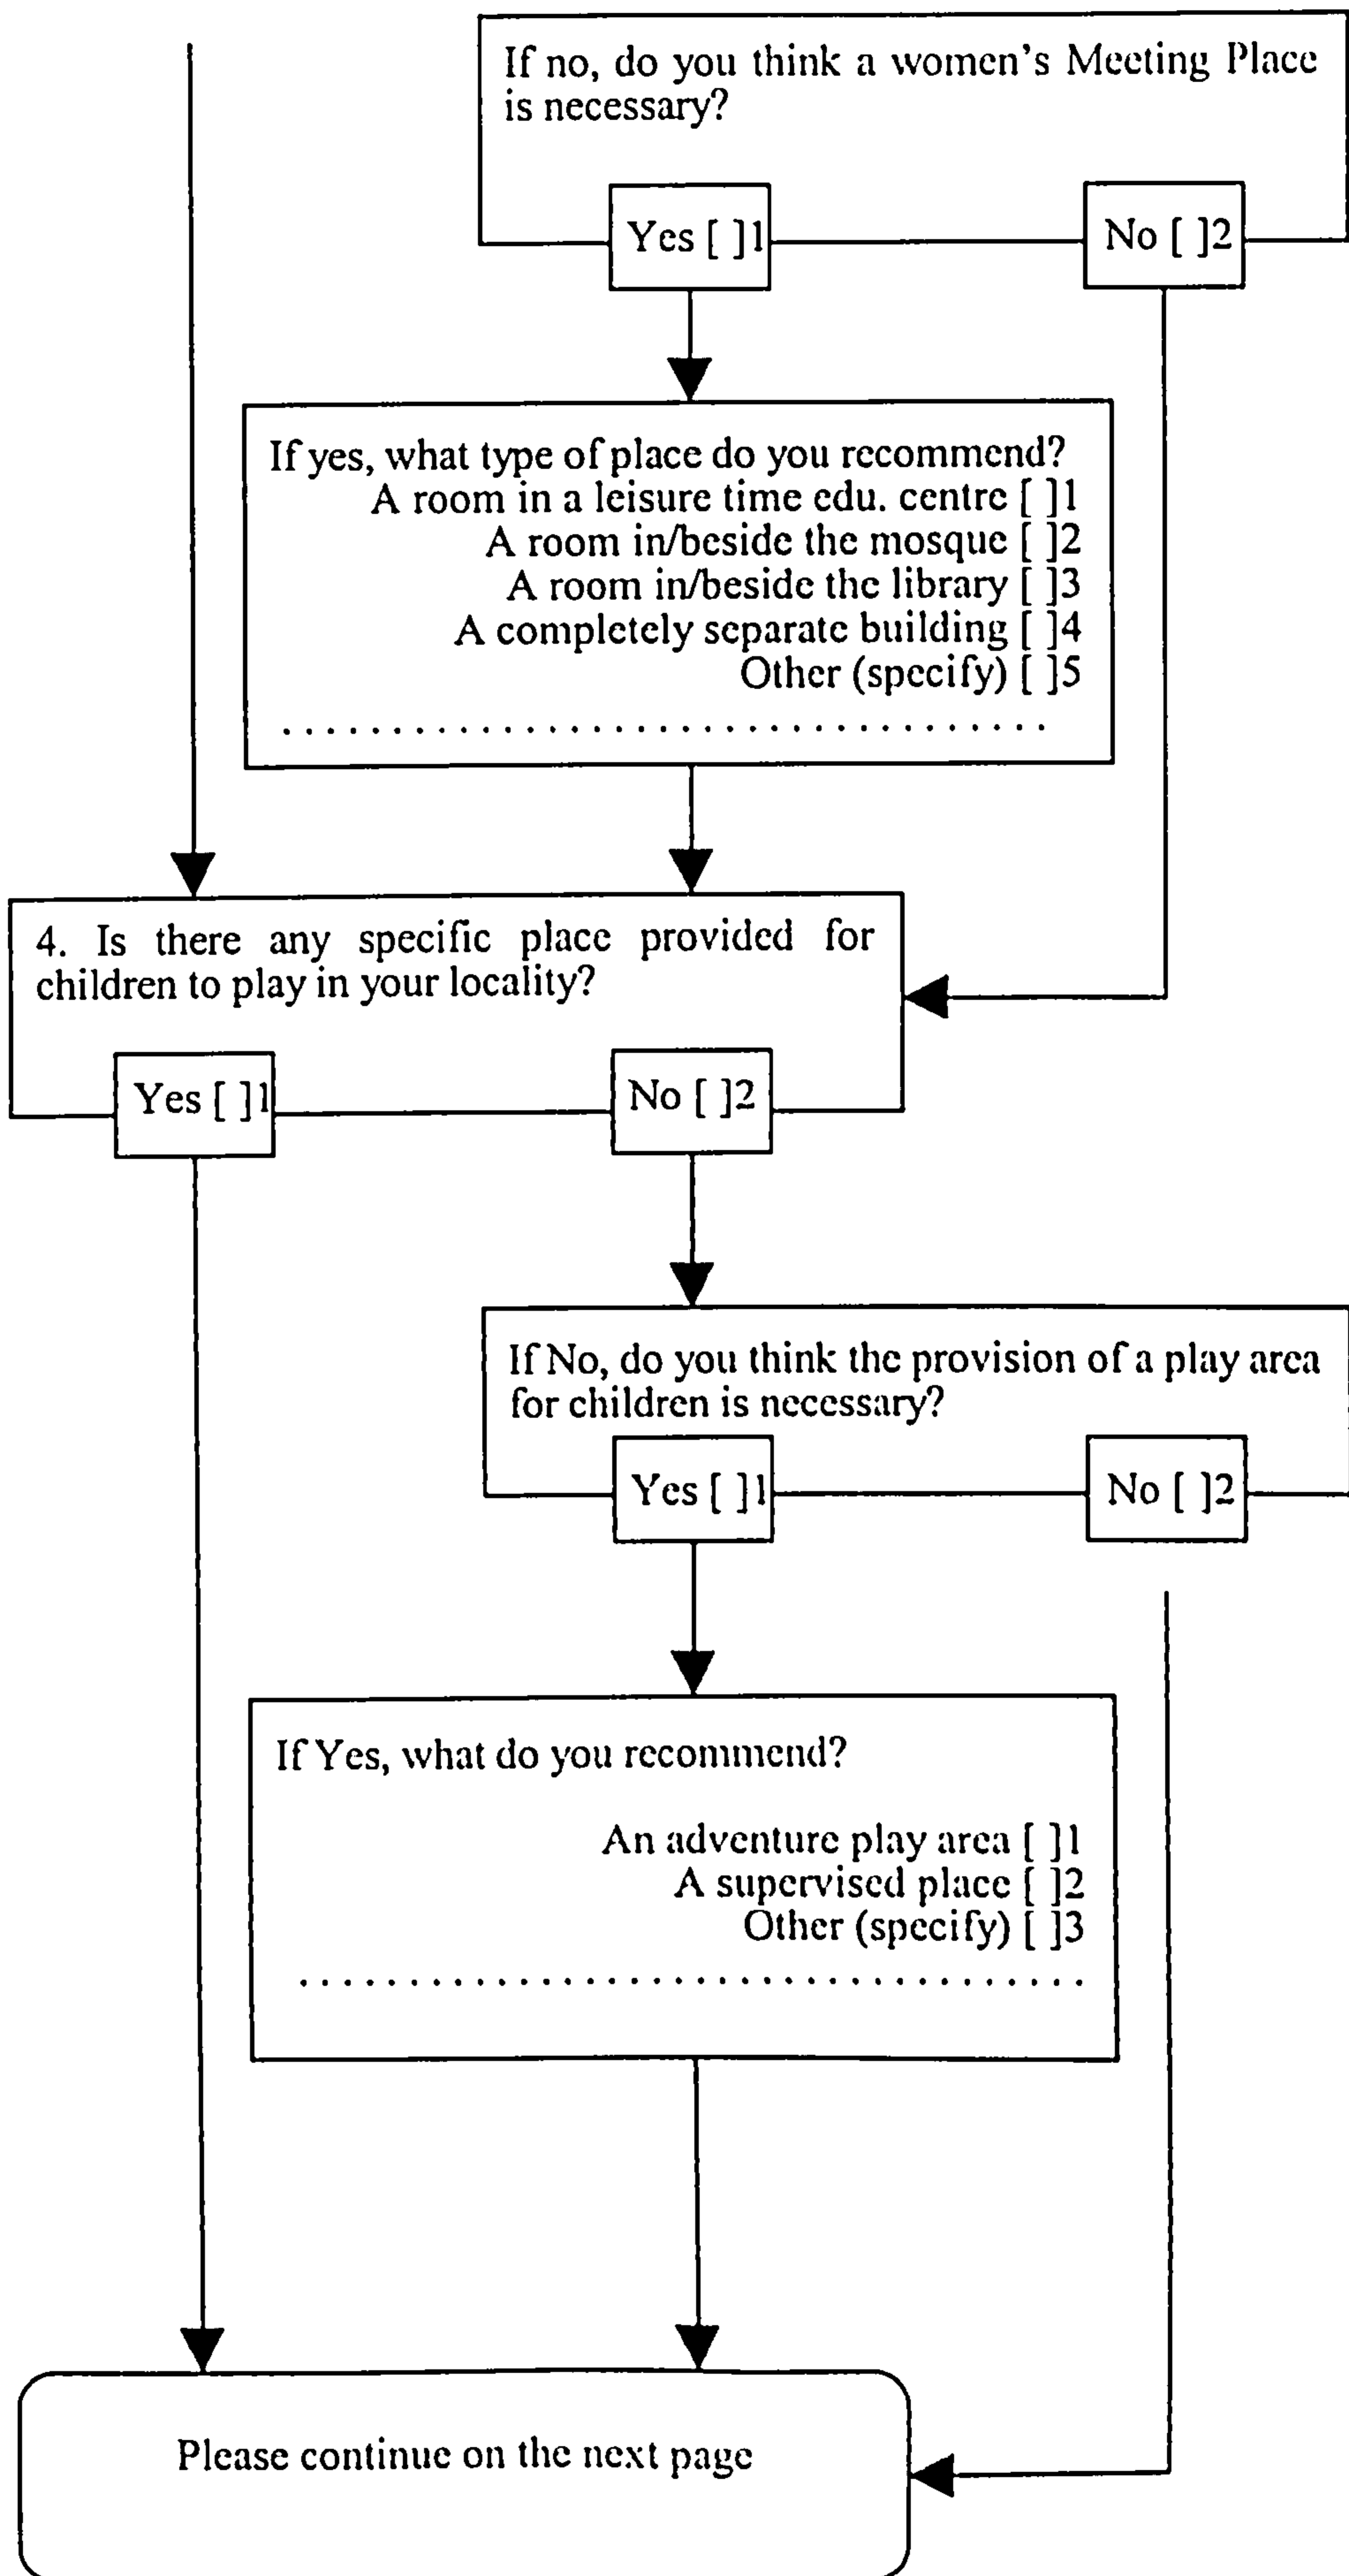 If no, do you think a women's Meeting Place
is necessary?
Yes [ ]1
No [ ]2
If yes, what type of place do you recommend?
A room in a leisure time edu. centre [ ]1
A room in/beside the mosque [ ]2
A room in/beside the library [ ]3
A completely separate building [ ]4
Other (specify) [ ]5
....................................
4. Is there any specific place provided for
children to play in your locality?
Yes [ ]1
No [ ]2
If No, do you think the provision of a play area
for children is necessary?
Yes [ ]1
No [ ]2
If Yes, what do you recommend?
An adventure play area [ ]1
A supervised place [ ]2
Other (specify) [ ]3
.....................................
Please continue on the next page